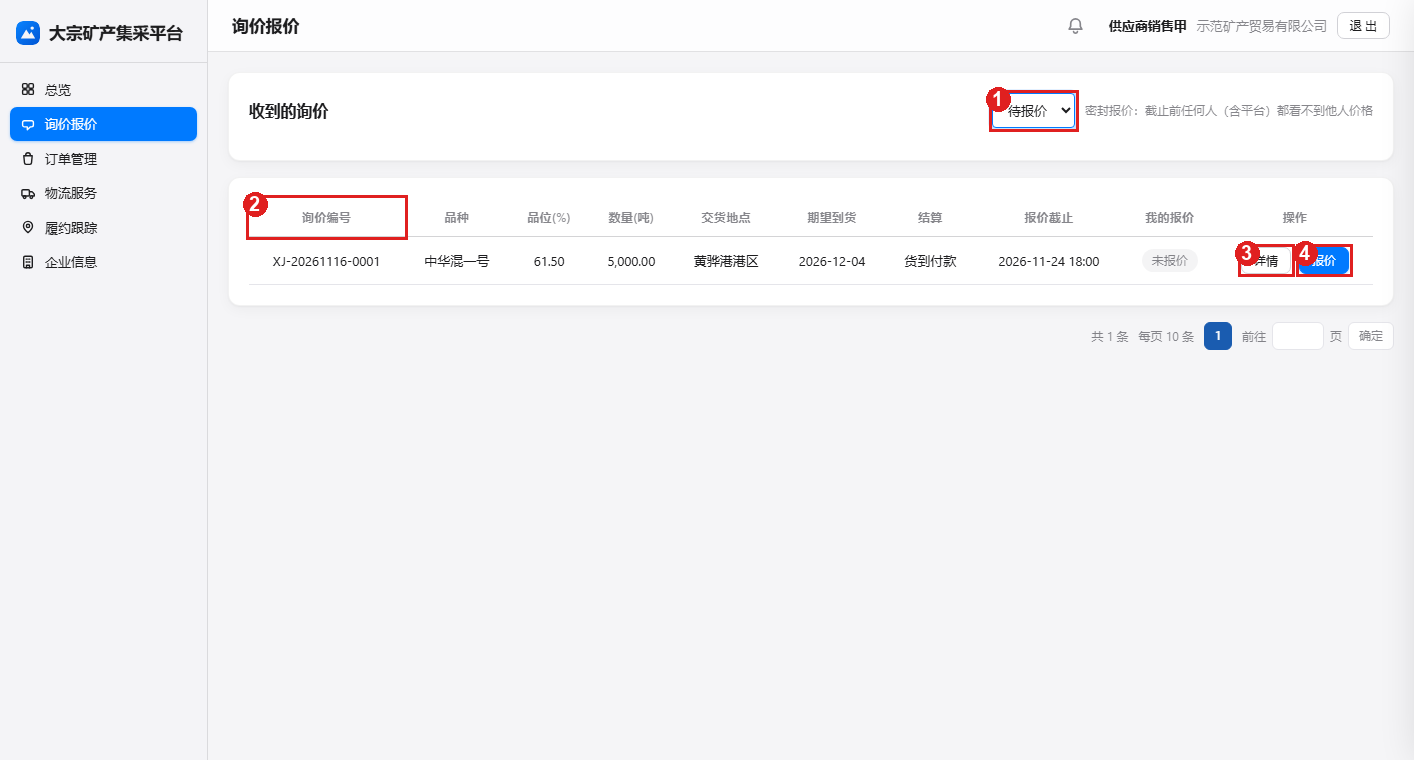 大宗矿产集采平台
询价报价
供应商销售甲 示范矿产贸易有限公司 退出
总览
询价报价
订单管理
物流服务
履约跟踪
企业信息
收到的询价
1 待报价 密封报价：截止前任何人（含平台）都看不到他人价格
2 询价编号 品种 品位(%) 数量(吨) 交货地点 期望到货 结算 报价截止 我的报价 操作
XJ-20261116-0001 中华混一号 61.50 5,000.00 黄骅港港区 2026-12-04 货到付款 2026-11-24 18:00 未报价 3 详情 4 报价
共 1 条 每页 10 条 1 前往 页 确定